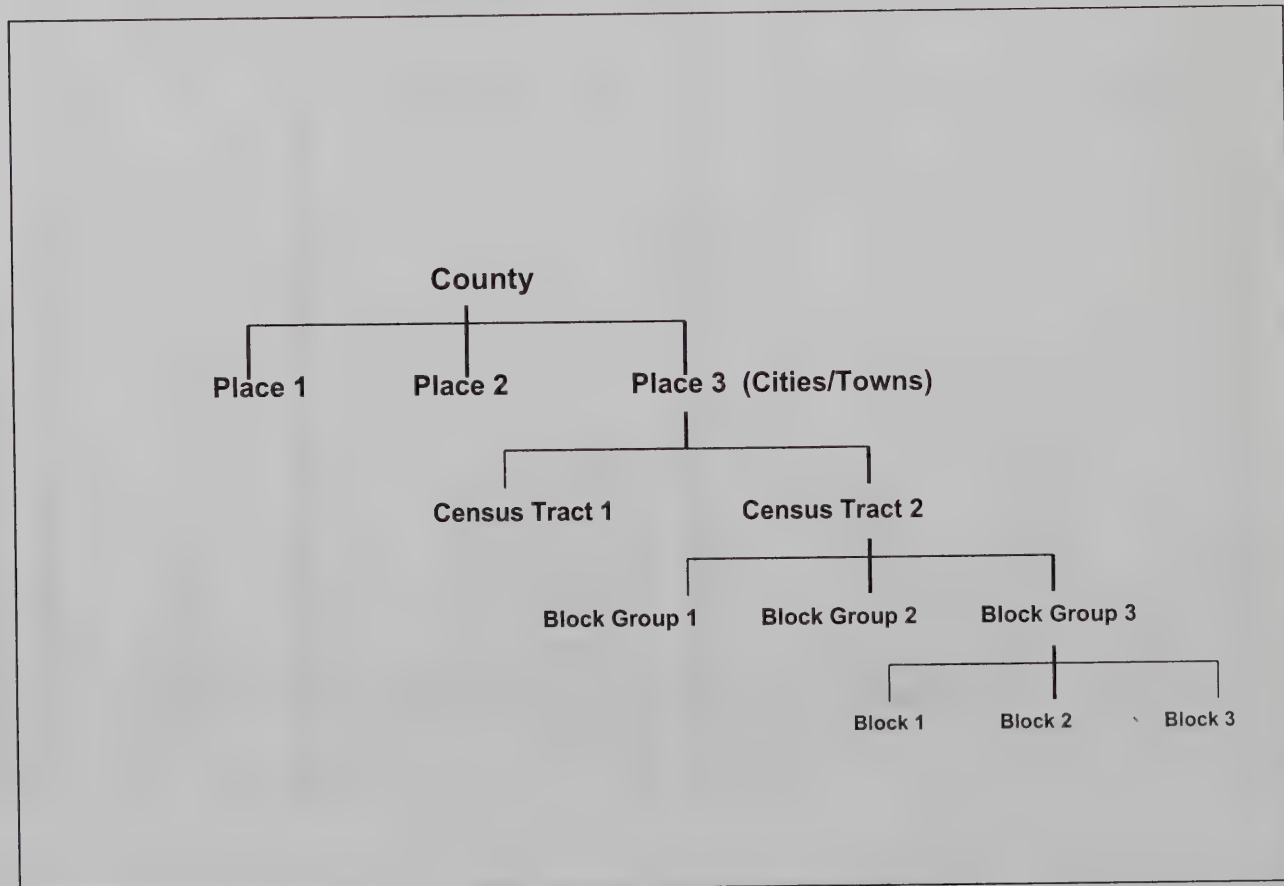 County
Place 1 Place 2 Place 3 (Cities/Towns)
Census Tract 1 Census Tract 2
Block Group 1 Block Group 2 Block Group 3
Block 1 Block 2 Block 3